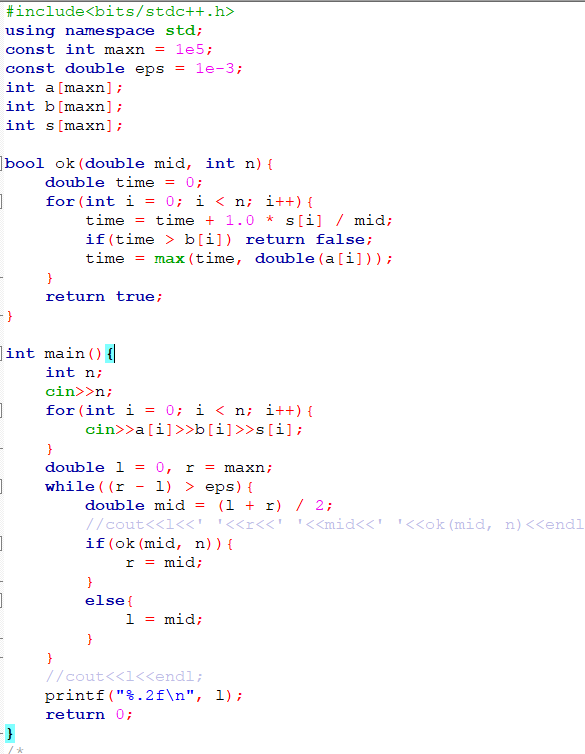 #include<bits/stdc++.h>
using namespace std;
const int maxn = 1e5;
const double eps = 1e-3;
int a[maxn];
int b[maxn];
int s[maxn];

bool ok(double mid, int n){
    double time = 0;
    for(int i = 0; i < n; i++){
        time = time + 1.0 * s[i] / mid;
        if(time > b[i]) return false;
        time = max(time, double(a[i]));
    }
    return true;
}

int main(){
    int n;
    cin>>n;
    for(int i = 0; i < n; i++){
        cin>>a[i]>>b[i]>>s[i];
    }
    double l = 0, r = maxn;
    while((r - l) > eps){
        double mid = (l + r) / 2;
        //cout<<l<<' '<<r<<' '<<mid<<' '<<ok(mid, n)<<endl
        if(ok(mid, n)){
            r = mid;
        }
        else{
            l = mid;
        }
    }
    //cout<<l<<endl;
    printf("%.2f\n", l);
    return 0;
}
/*